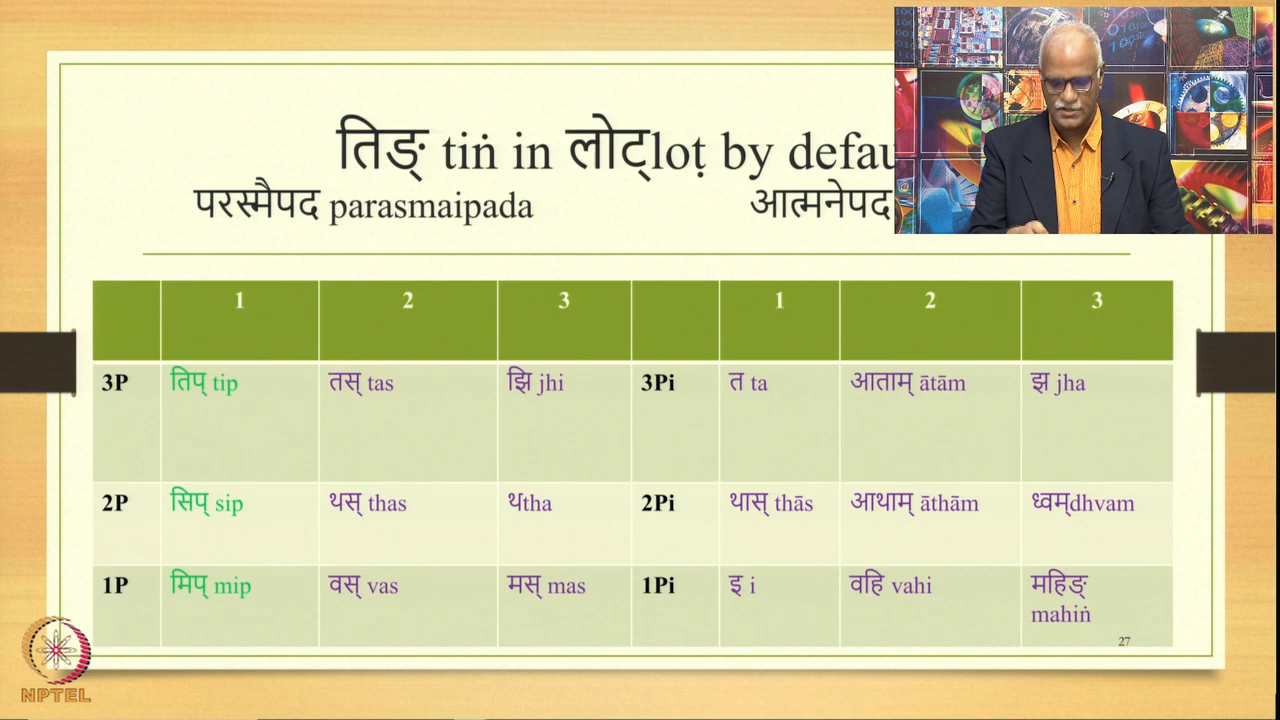 तिङ् tiṅ in लोट्loṭ by defau
परस्मैपद parasmaipada आत्मनेपद
1 2 3 1 2 3
3P तिप् tip तस् tas झि jhi 3Pi त ta आताम् ātām झ jha
2P सिप् sip थस् thas थtha 2Pi थास् thās आथाम् āthām ध्वम्dhvam
1P मिप् mip वस् vas मस् mas 1Pi इ i वहि vahi महिङ्
mahiṅ
27
NPTEL